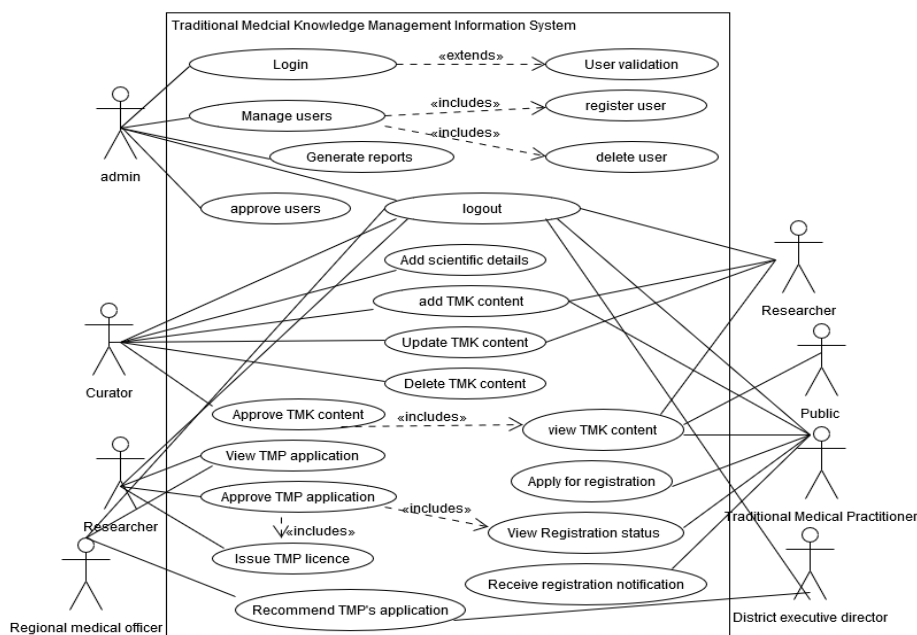 Traditional Medcial Knowledge Management Information System
Login
«extends»
User validation
Manage users
«includes»
register user
«includes»
delete user
Generate reports
admin
approve users
logout
Add scientific details
add TMK content
Researcher
Update TMK content
Delete TMK content
Curator
Approve TMK content
«includes»
view TMK content
Public
View TMP application
Apply for registration
Approve TMP application
«includes»
Researcher
Traditional Medical Practitioner
«includes»
View Registration status
Issue TMP licence
Receive registration notification
Recommend TMP's application
Regional medical officer
District executive director